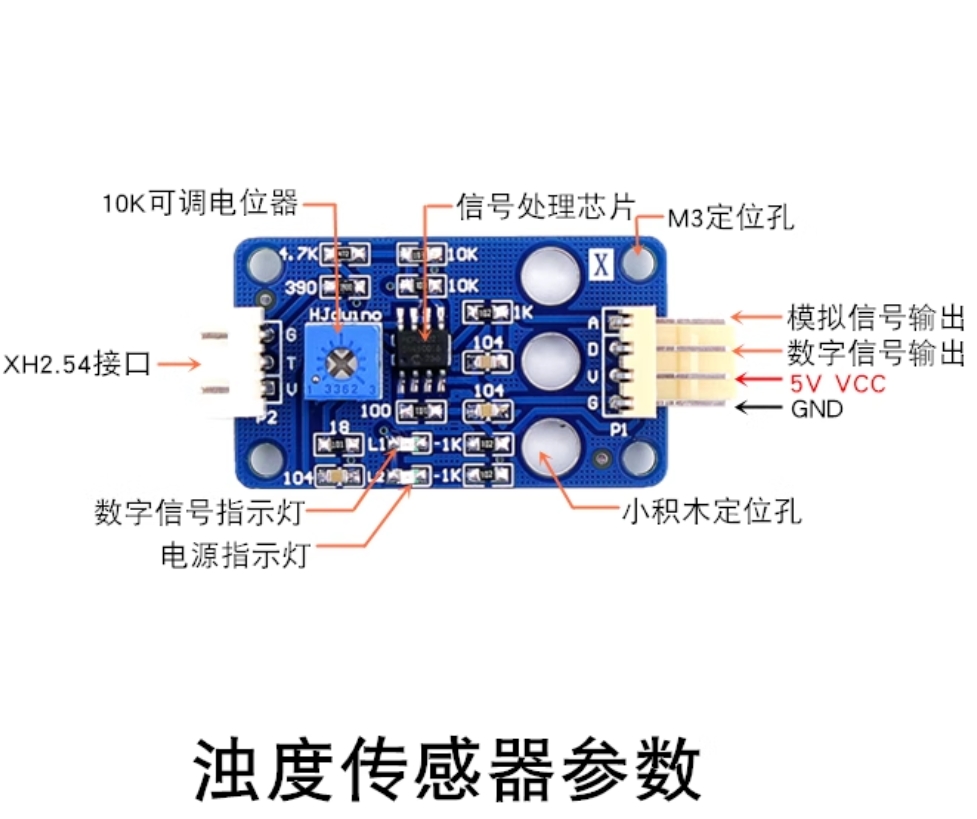 10K可调电位器
信号处理芯片
M3定位孔
4.7K
10K
X
390
10K
HJduino
1K
A
模拟信号输出
G
104
D
数字信号输出
XH2.54接口
T
V
5V VCC
V
3362
G
GND
P2
100
104
P1
18
L1
-1K
104
L2
-1K
数字信号指示灯
小积木定位孔
电源指示灯
浊度传感器参数